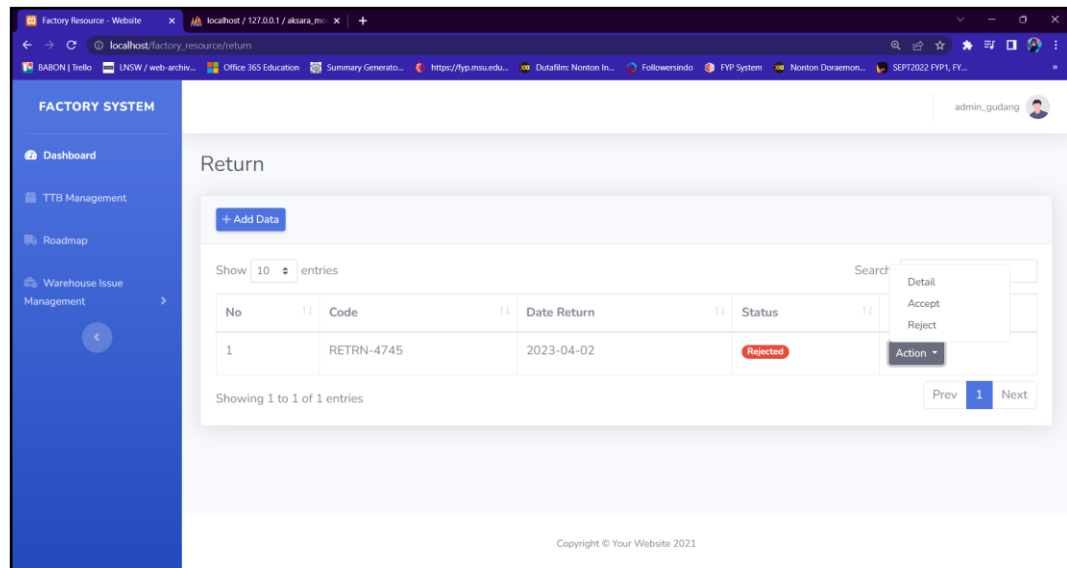 Factory Resource - Website
localhost / 127.0.0.1 / aksara_mo
localhost/factory_resource/return
BABON | Trello
LNSW / web-archiv...
Office 365 Education
Summary Generato...
https://fyp.msu.edu...
Dutafilm: Nonton In...
Followersindo
FYP System
Nonton Doraemon...
SEPT2022 FYP1, FY...
FACTORY SYSTEM
admin_gudang
Dashboard
TTB Management
Roadmap
Warehouse Issue
Management
Return
+ Add Data
Show 10 entries
Search
Detail
Accept
Reject
No Code Date Return Status
1 RETRN-4745 2023-04-02 Rejected Action
Showing 1 to 1 of 1 entries
Prev 1 Next
Copyright © Your Website 2021